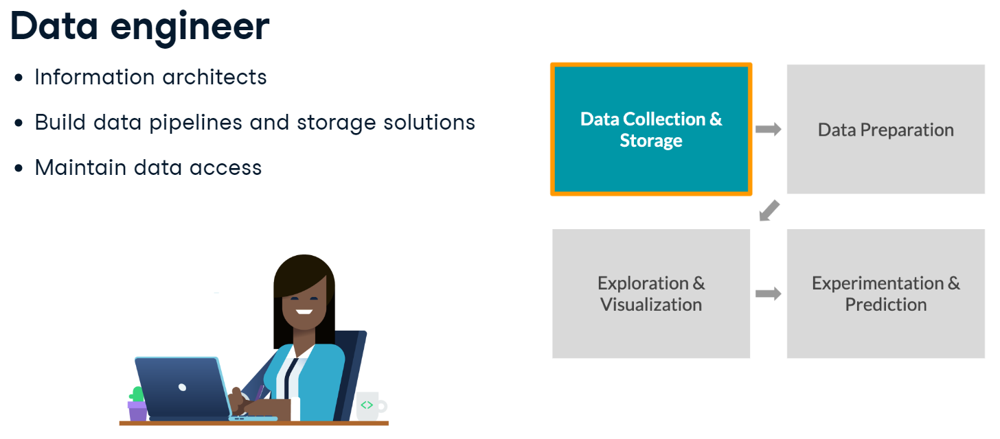 Data engineer
• Information architects
• Build data pipelines and storage solutions
• Maintain data access
Data Collection &
Storage
Data Preparation
Exploration &
Visualization
Experimentation &
Prediction
<>